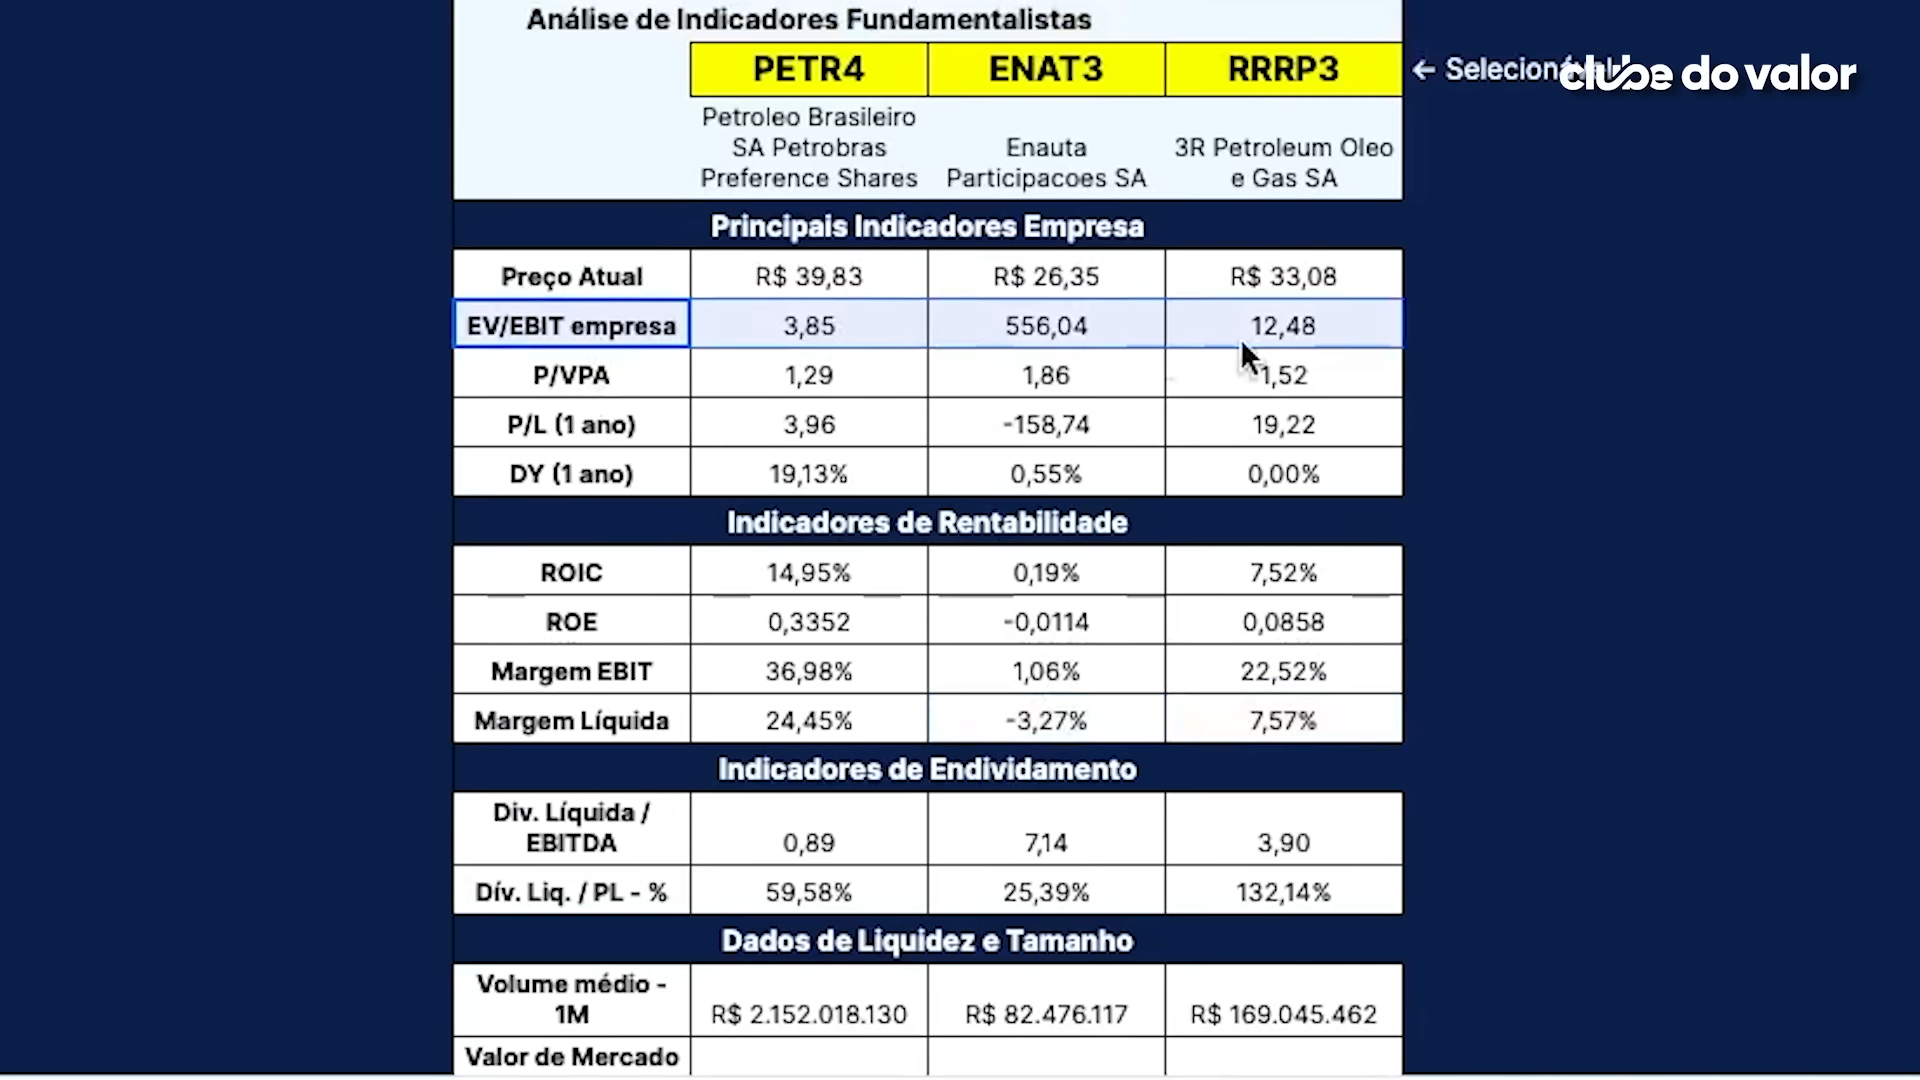 Análise de Indicadores Fundamentalistas
PETR4 ENAT3 RRRP3 ← Selecionável
clube do valor
Petroleo Brasileiro
SA Petrobras Enauta 3R Petroleum Oleo
Preference Shares Participacoes SA e Gas SA
Principais Indicadores Empresa
Preço Atual R$ 39,83 R$ 26,35 R$ 33,08
EV/EBIT empresa 3,85 556,04 12,48
P/VPA 1,29 1,86 1,52
P/L (1 ano) 3,96 -158,74 19,22
DY (1 ano) 19,13% 0,55% 0,00%
Indicadores de Rentabilidade
ROIC 14,95% 0,19% 7,52%
ROE 0,3352 -0,0114 0,0858
Margem EBIT 36,98% 1,06% 22,52%
Margem Líquida 24,45% -3,27% 7,57%
Indicadores de Endividamento
Div. Líquida /
EBITDA 0,89 7,14 3,90
Dív. Liq. / PL - % 59,58% 25,39% 132,14%
Dados de Liquidez e Tamanho
Volume médio -
1M R$ 2.152.018.130 R$ 82.476.117 R$ 169.045.462
Valor de Mercado